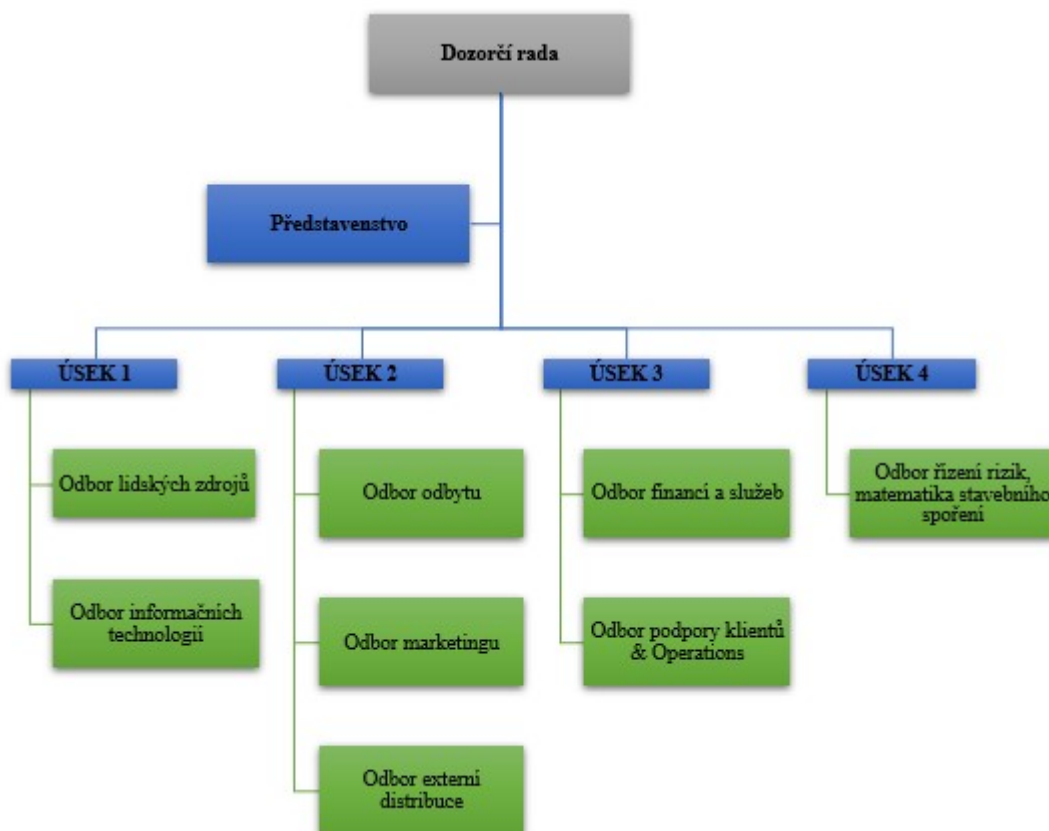 Dozorčí rada
Představenstvo
ÚSEK 1
ÚSEK 2
ÚSEK 3
ÚSEK 4
Odbor lidských zdrojů
Odbor odbytu
Odbor financí a služeb
Odbor řízení rizik,
matematika stavebního
spoření
Odbor informačních
technologií
Odbor marketingu
Odbor podpory klientů
& Operations
Odbor externí
distribuce